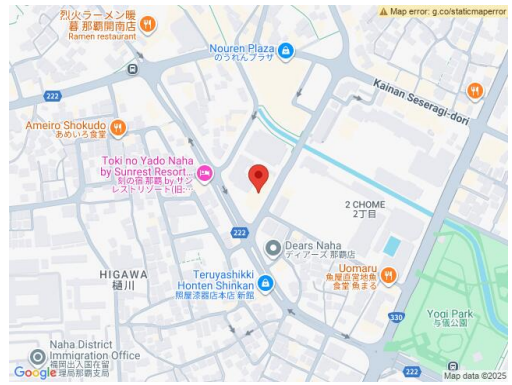 Map error: g.co/staticmaperror
烈火ラーメン暖
暮 那覇開南店
Ramen restaurant
Nouren Plaza
のうれんプラザ
222
Kainan Seseragi-dori
Ameiro Shokudo
あめいろ食堂
Toki no Yado Naha
by Sunrest Resort...
刻の宿 那覇 by サン
レストリゾート(旧:...
2 CHOME
2丁目
222
Dears Naha
ディアーズ 那覇店
HIGAWA
樋川
Teruyashikki
Honten Shinkan
照屋漆器店本店 新館
Uomaru
魚屋直営地魚
食堂 魚まる
Yogi Park
与儀公園
330
Naha District
Immigration Office
福岡出入国在留
管理局那覇支局
222
Google
Map data ©2025